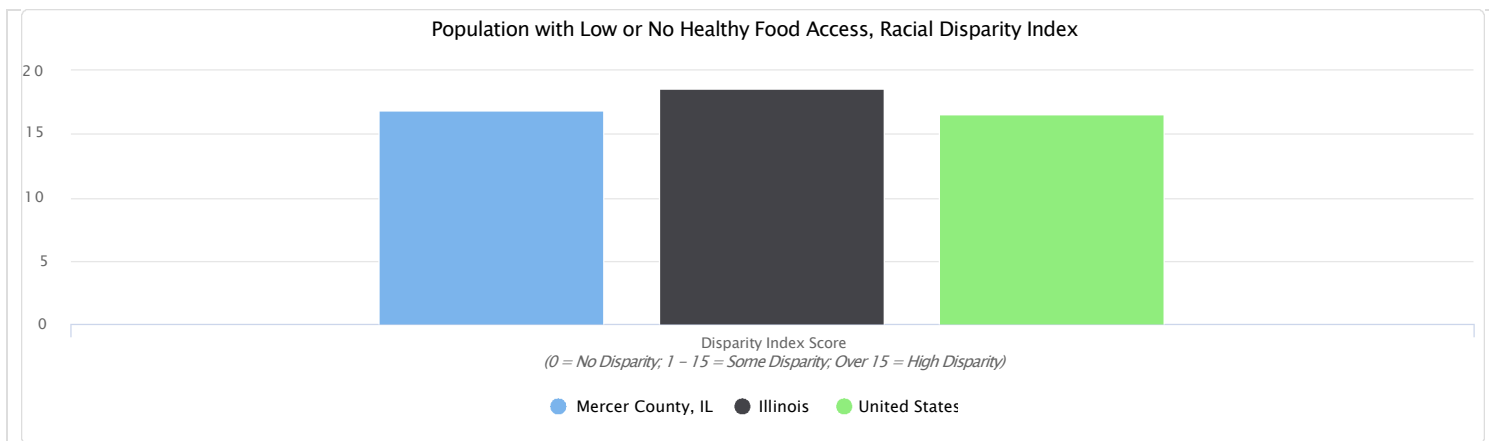 Population with Low or No Healthy Food Access, Racial Disparity Index
20
15
10
5
0
Disparity Index Score
(0 = No Disparity; 1 – 15 = Some Disparity; Over 15 = High Disparity)
Mercer County, IL Illinois United States